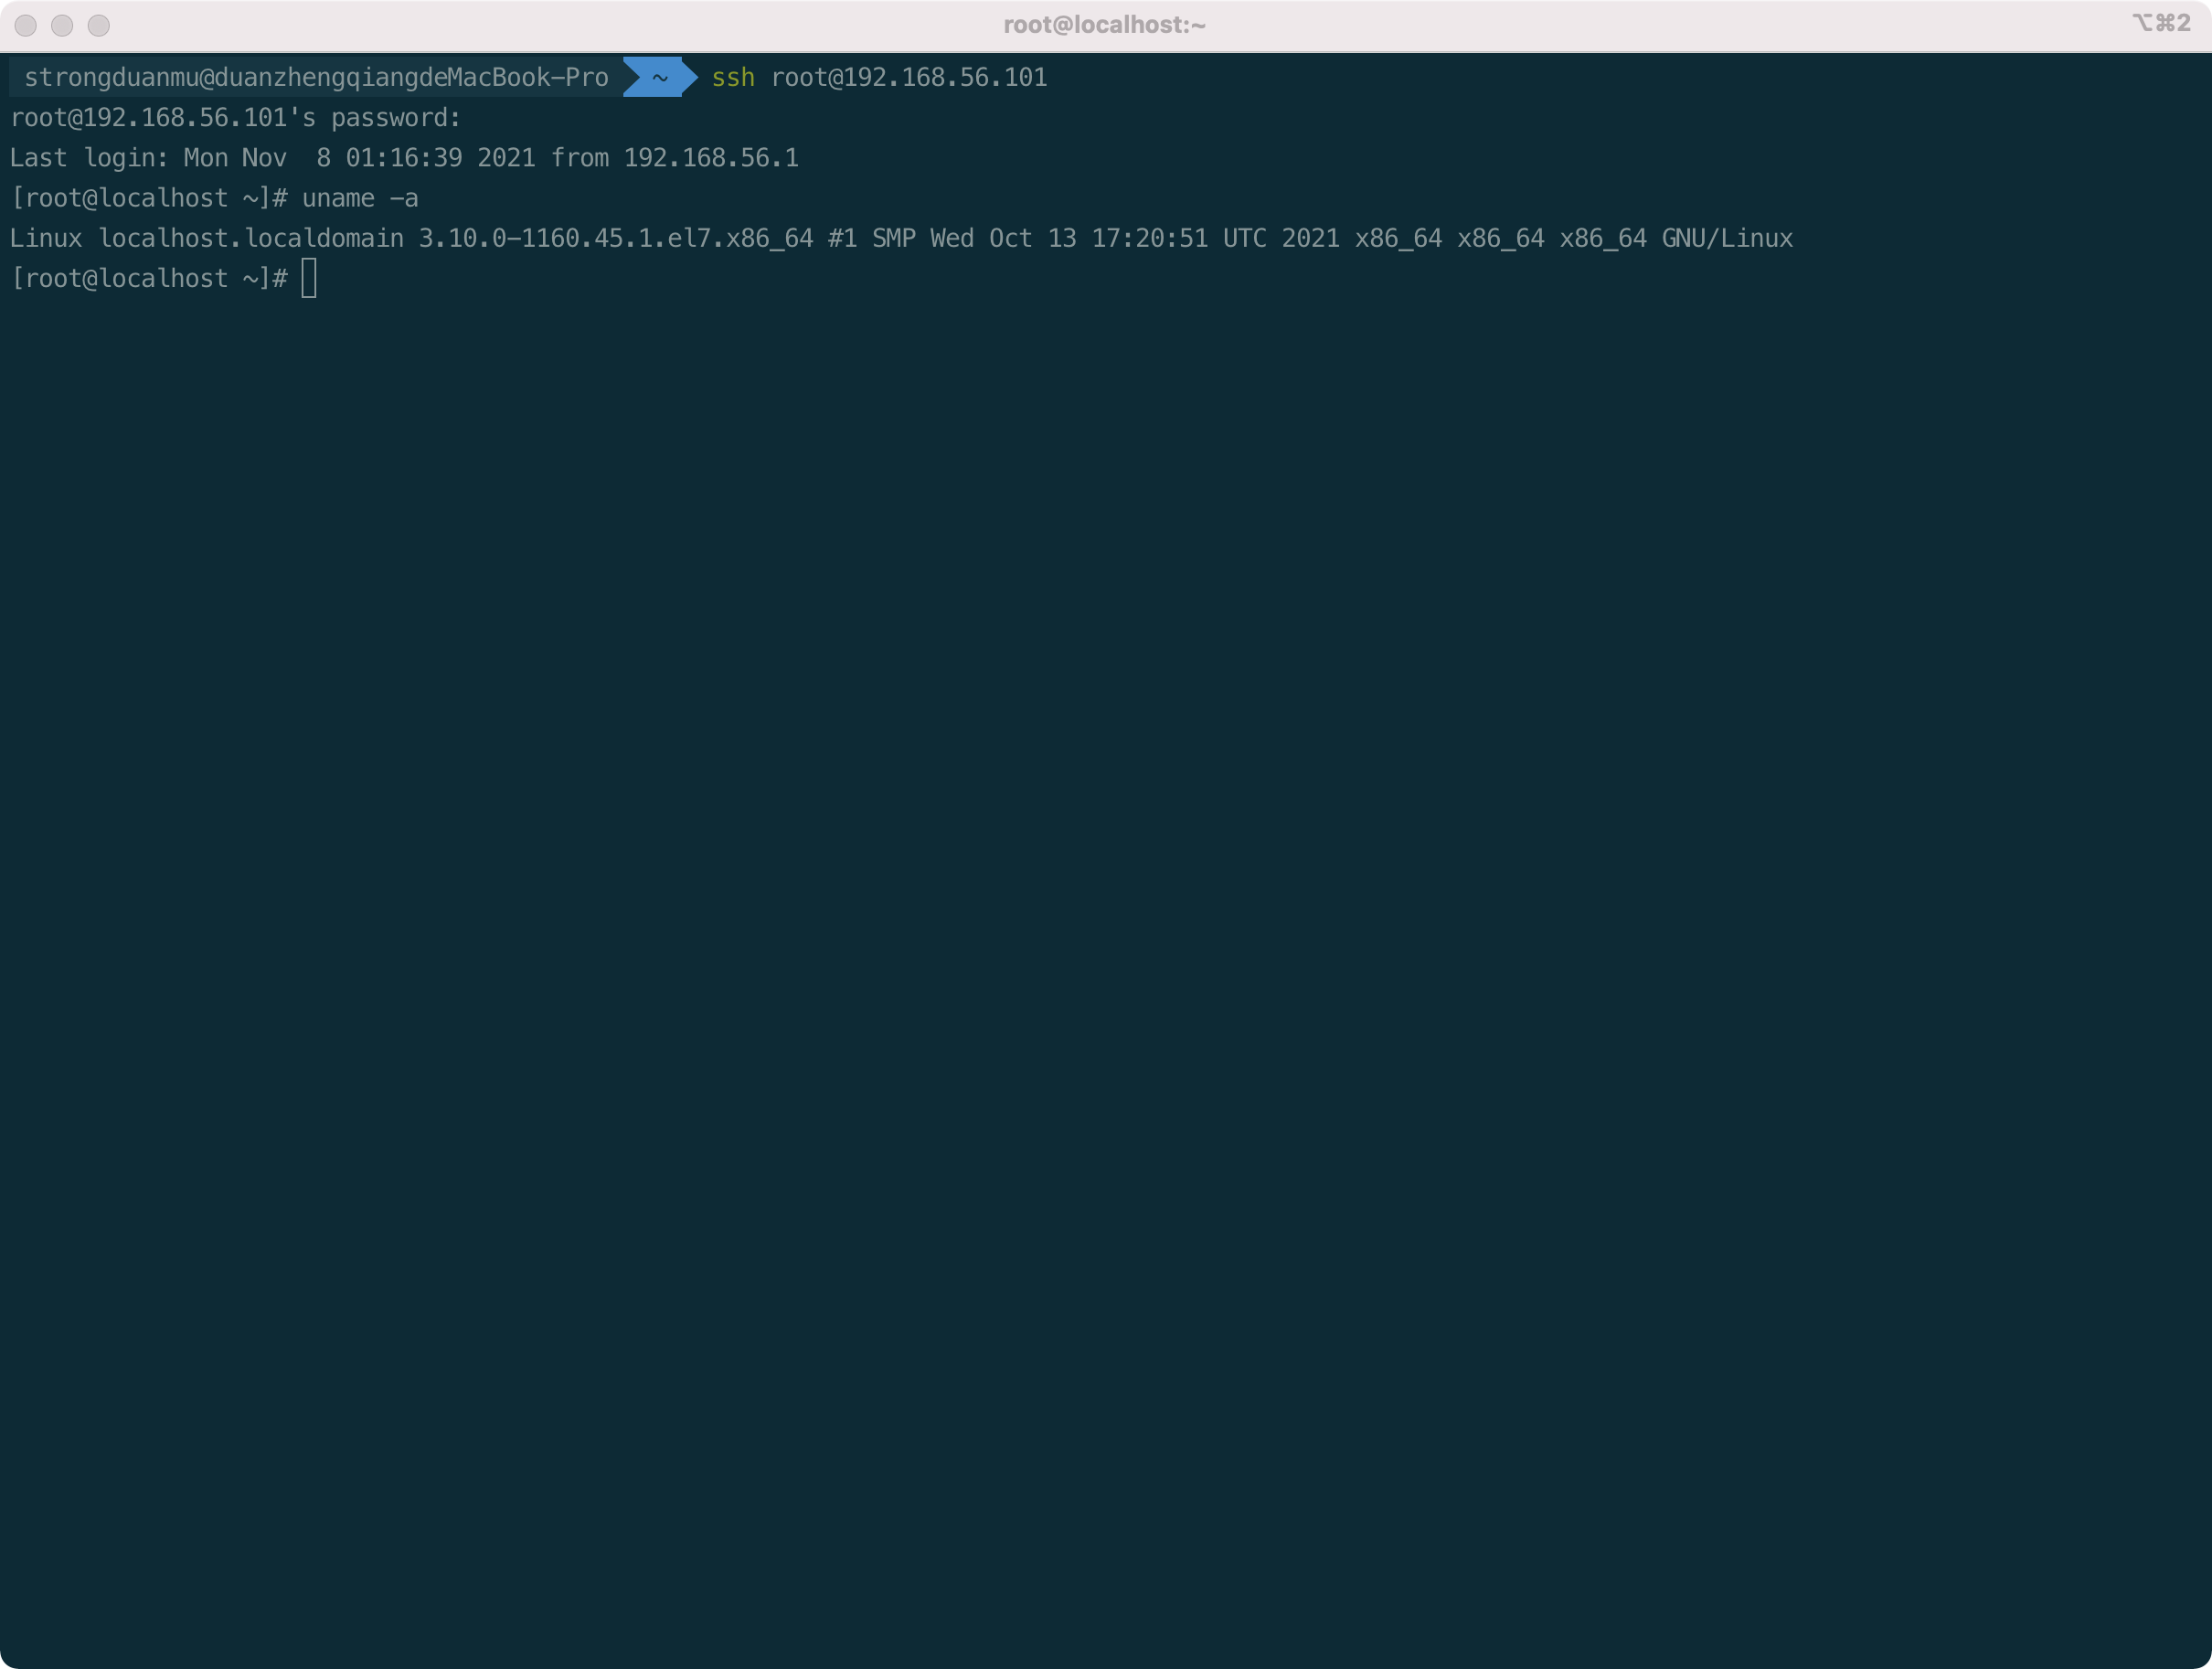 root@localhost:~
⌥⌘2
strongduanmu@duanzhengqiangdeMacBook-Pro ~ ssh root@192.168.56.101
root@192.168.56.101's password:
Last login: Mon Nov  8 01:16:39 2021 from 192.168.56.1
[root@localhost ~]# uname -a
Linux localhost.localdomain 3.10.0-1160.45.1.el7.x86_64 #1 SMP Wed Oct 13 17:20:51 UTC 2021 x86_64 x86_64 x86_64 GNU/Linux
[root@localhost ~]#